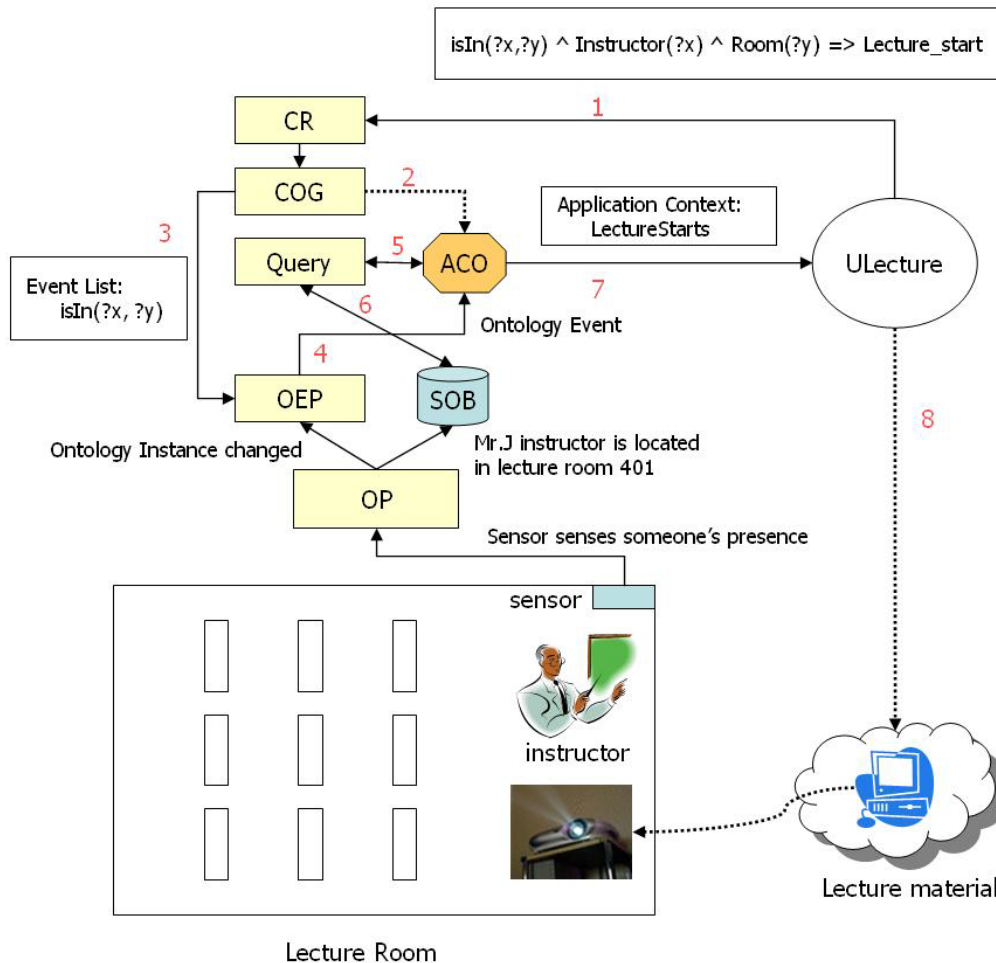 isIn(?x,?y) ^ Instructor(?x) ^ Room(?y) => Lecture_start
1
CR
COG
2
3
Application Context:
LectureStarts
Query
5
ACO
7
ULecture
Event List:
isIn(?x, ?y)
6
Ontology Event
4
OEP
SOB
8
Ontology Instance changed
Mr.J instructor is located
in lecture room 401
OP
Sensor senses someone's presence
sensor
instructor
Lecture material
Lecture Room